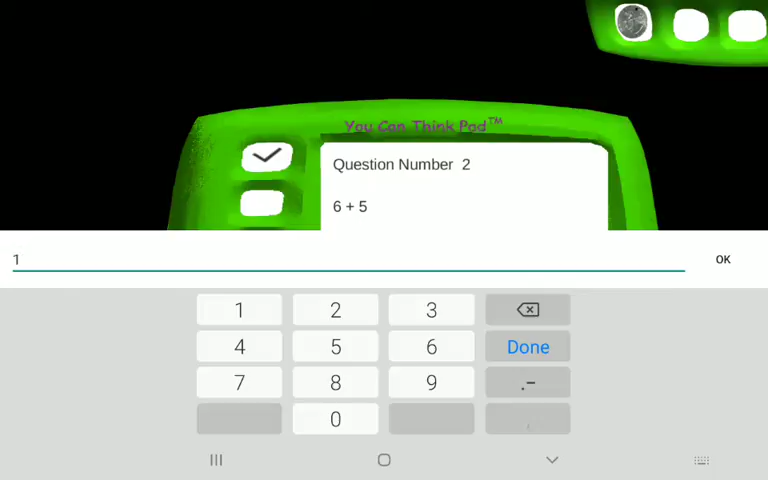 You Can Think Pad™
Question Number 2
6 + 5
1
OK
1 2 3
4 5 6 Done
7 8 9 .-
0 ,